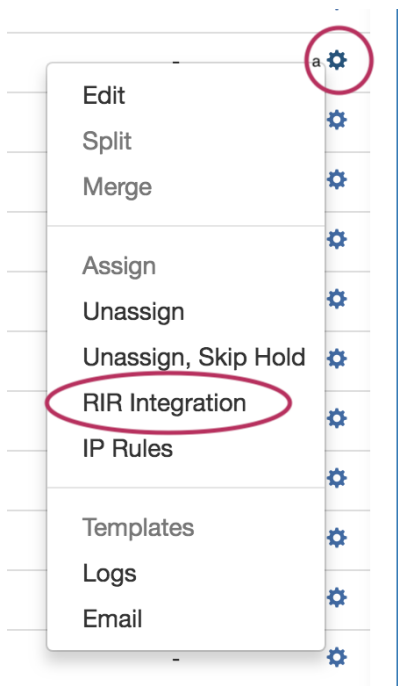 -
a
Edit
Split
Merge
Assign
Unassign
Unassign, Skip Hold
RIR Integration
IP Rules
Templates
Logs
Email
-